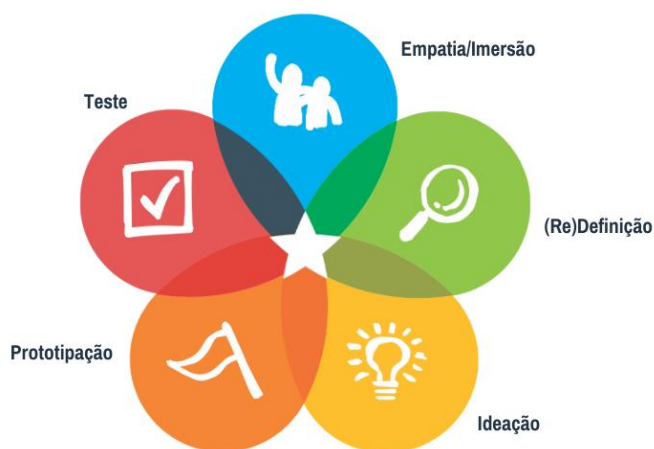 Empatia/Imersão
Teste
(Re)Definição
Prototipação
Ideação